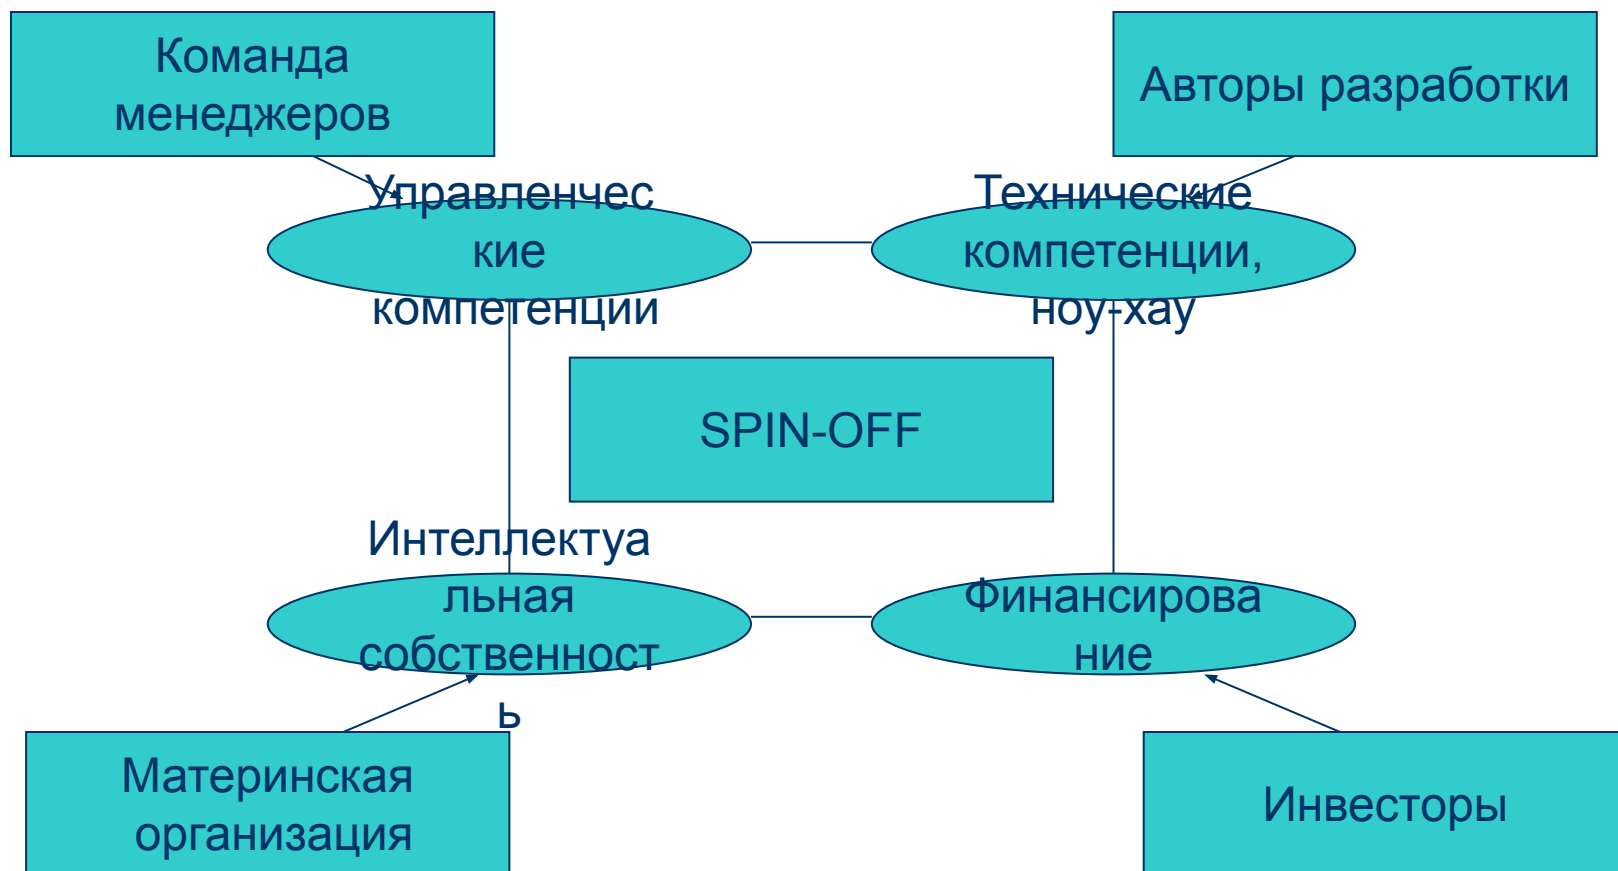 Команда
менеджеров
Авторы разработки
Управленчес
кие
компетенции
Технические
компетенции,
ноу-хау
SPIN-OFF
Интеллектуа
льная
собственност
ь
Финансирова
ние
Материнская
организация
Инвесторы